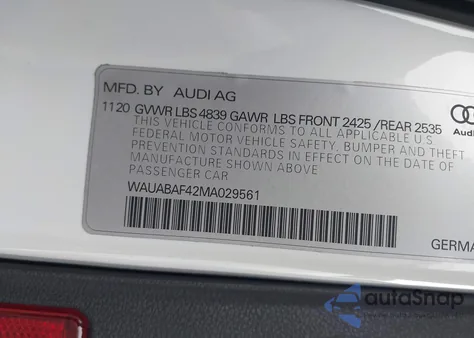 MFD. BY AUDI AG
1120 GVWR LBS 4839 GAWR LBS FRONT 2425 /REAR 2535
THIS VEHICLE CONFORMS TO ALL APPLICABLE U S
FEDERAL MOTOR VEHICLE SAFETY, BUMPER AND THEFT
PREVENTION STANDARDS IN EFFECT ON THE DATE OF
MANUFACTURE SHOWN ABOVE
PASSENGER CAR
WAUABAF42MA029561
Audi
GERMA
autoSnap